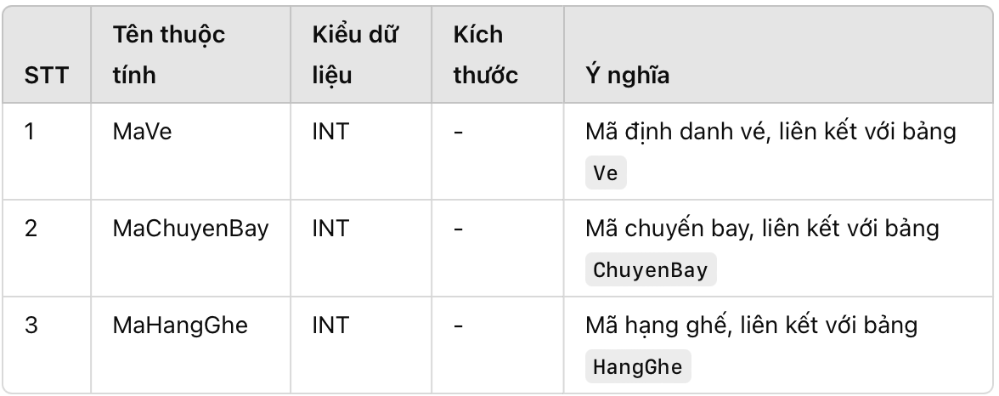 STT Tên thuộc tính Kiểu dữ liệu Kích thước Ý nghĩa
1 MaVe INT - Mã định danh vé, liên kết với bảng
Ve
2 MaChuyenBay INT - Mã chuyến bay, liên kết với bảng
ChuyenBay
3 MaHangGhe INT - Mã hạng ghế, liên kết với bảng
HangGhe